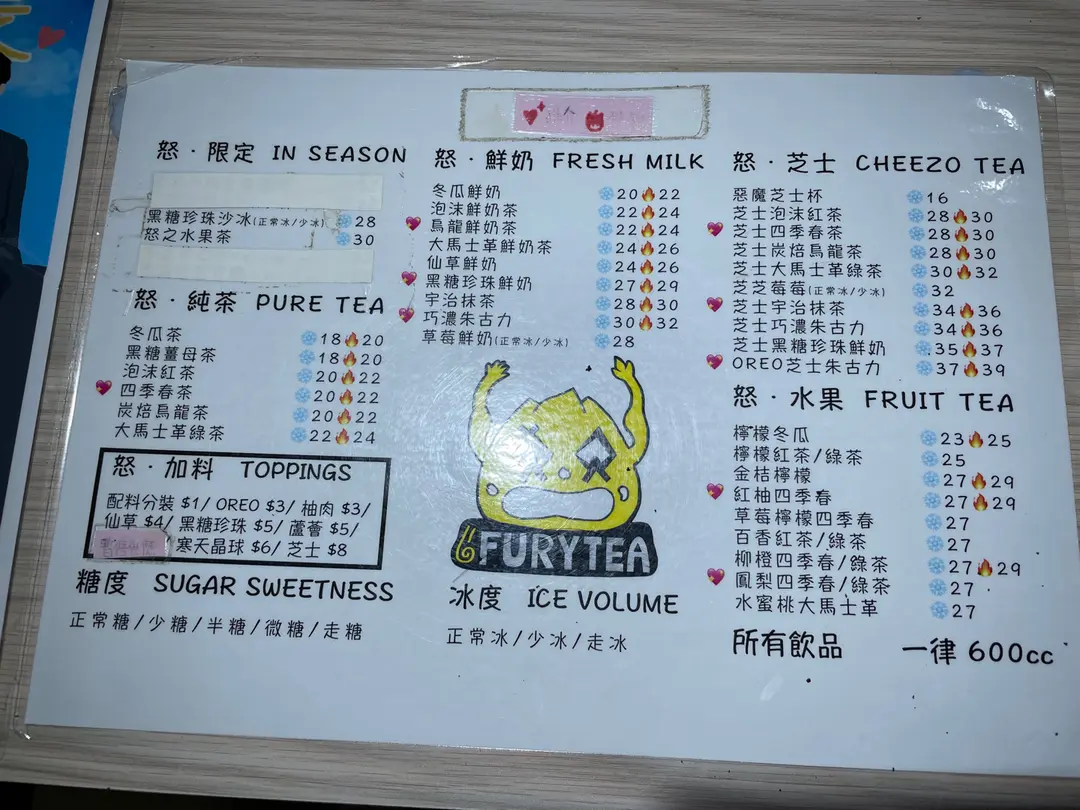 怒·限定 IN SEASON
黑糖珍珠沙冰(正常冰/少冰) 28
怒之水果茶 30
怒·純茶 PURE TEA
冬瓜茶 18 20
黑糖薑母茶 18 20
泡沫紅茶 20 22
四季春茶 20 22
炭焙烏龍茶 20 22
大馬士革綠茶 22 24
怒·加料 TOPPINGS
配料分裝 $1/ OREO $3/ 柚肉 $3/
仙草 $4/ 黑糖珍珠 $5/ 蘆薈 $5/
寒天晶球 $6/ 芝士 $8
糖度 SUGAR SWEETNESS
正常糖/少糖/半糖/微糖/走糖
怒·鮮奶 FRESH MILK
冬瓜鮮奶 20 22
泡沫鮮奶茶 22 24
烏龍鮮奶茶 22 24
大馬士革鮮奶茶 24 26
仙草鮮奶 24 26
黑糖珍珠鮮奶 27 29
宇治抹茶 28 30
巧濃朱古力 30 32
草莓鮮奶(正常冰/少冰) 28
FURYTEA
冰度 ICE VOLUME
正常冰/少冰/走冰
怒·芝士 CHEEZO TEA
惡魔芝士杯 16
芝士泡沫紅茶 28 30
芝士四季春茶 28 30
芝士炭焙烏龍茶 28 30
芝士大馬士革綠茶 30 32
芝芝莓莓(正常冰/少冰) 32
芝士宇治抹茶 34 36
芝士巧濃朱古力 34 36
芝士黑糖珍珠鮮奶 35 37
OREO芝士朱古力 37 39
怒·水果 FRUIT TEA
檸檬冬瓜 23 25
檸檬紅茶/綠茶 25
金桔檸檬 27 29
紅柚四季春 27 29
草莓檸檬四季春 27
百香紅茶/綠茶 27
柳橙四季春/綠茶 27 29
鳳梨四季春/綠茶 27
水蜜桃大馬士革 27
所有飲品 一律 600cc